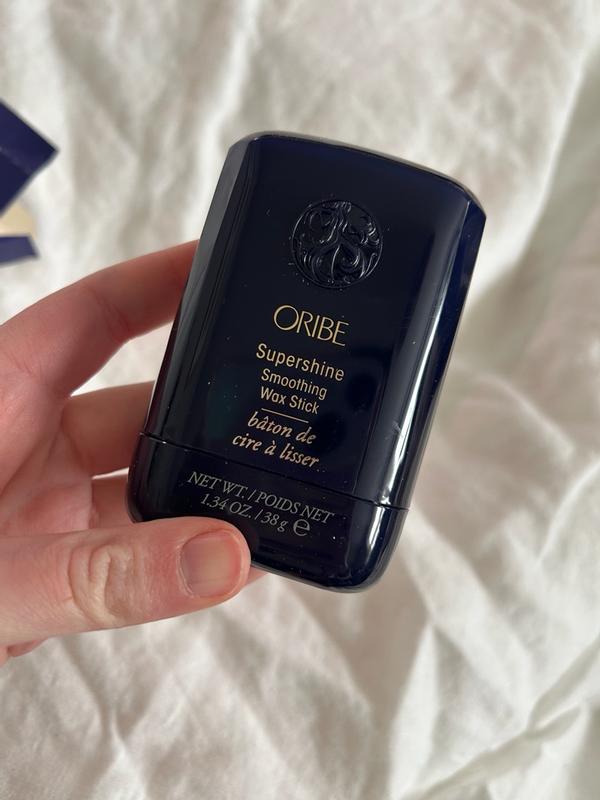 ORIBE
Supershine
Smoothing
Wax Stick
bâton de
cire à lisser
NET WT. / POIDS NET
1.34 OZ. / 38 g ℮